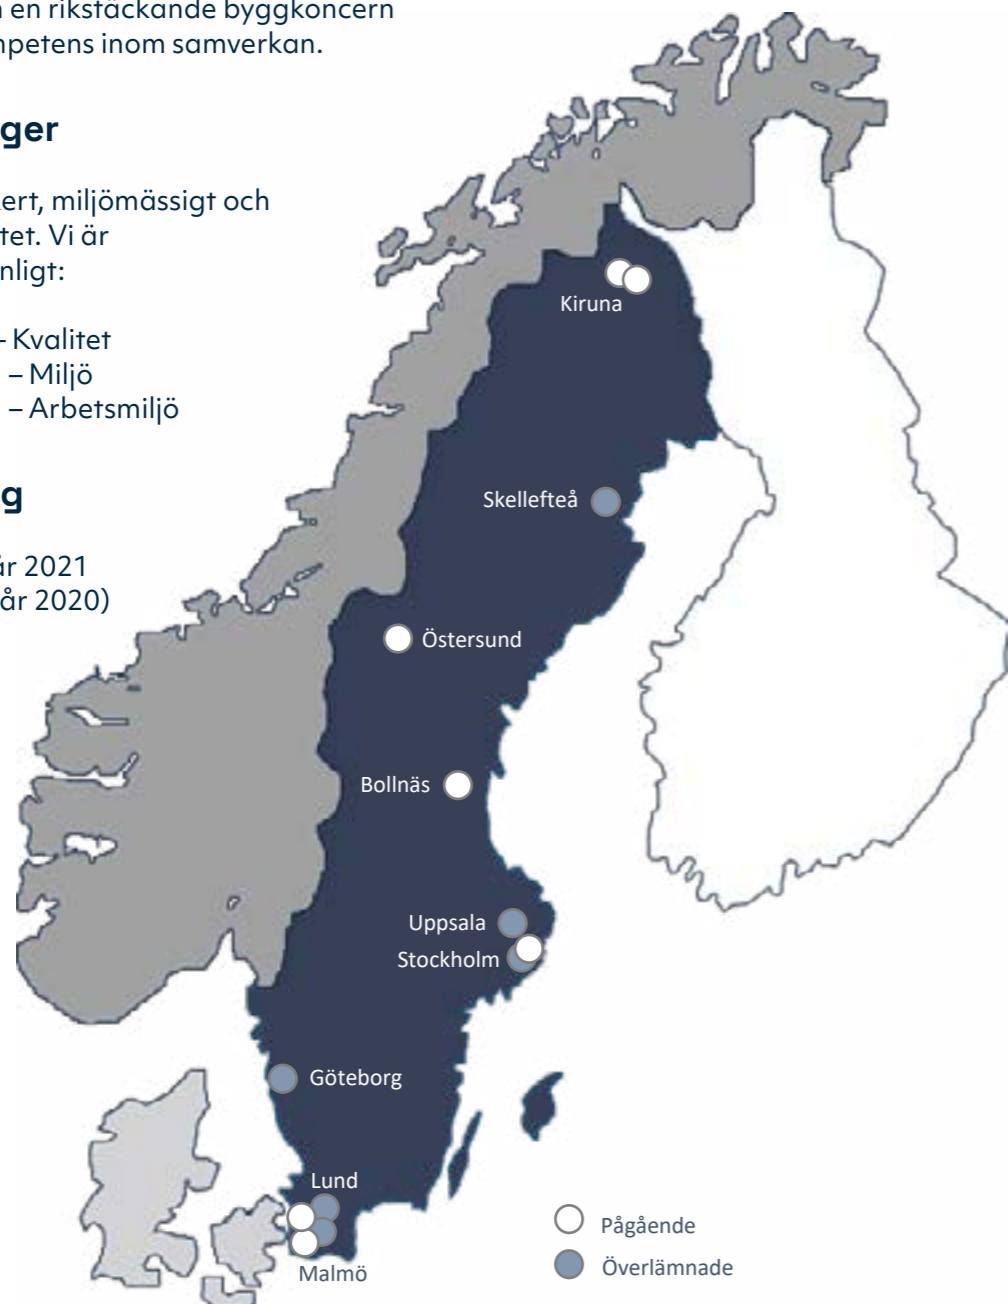 en rikstäckande byggkoncern
petens inom samverkan.
ger
ert, miljömässigt och
tet. Vi är
nligt:
– Kvalitet
– Miljö
– Arbetsmiljö
g
år 2021
år 2020)
Kiruna
Skellefteå
Östersund
Bollnäs
Uppsala
Stockholm
Göteborg
Lund
Malmö
Pågående
Överlämnade